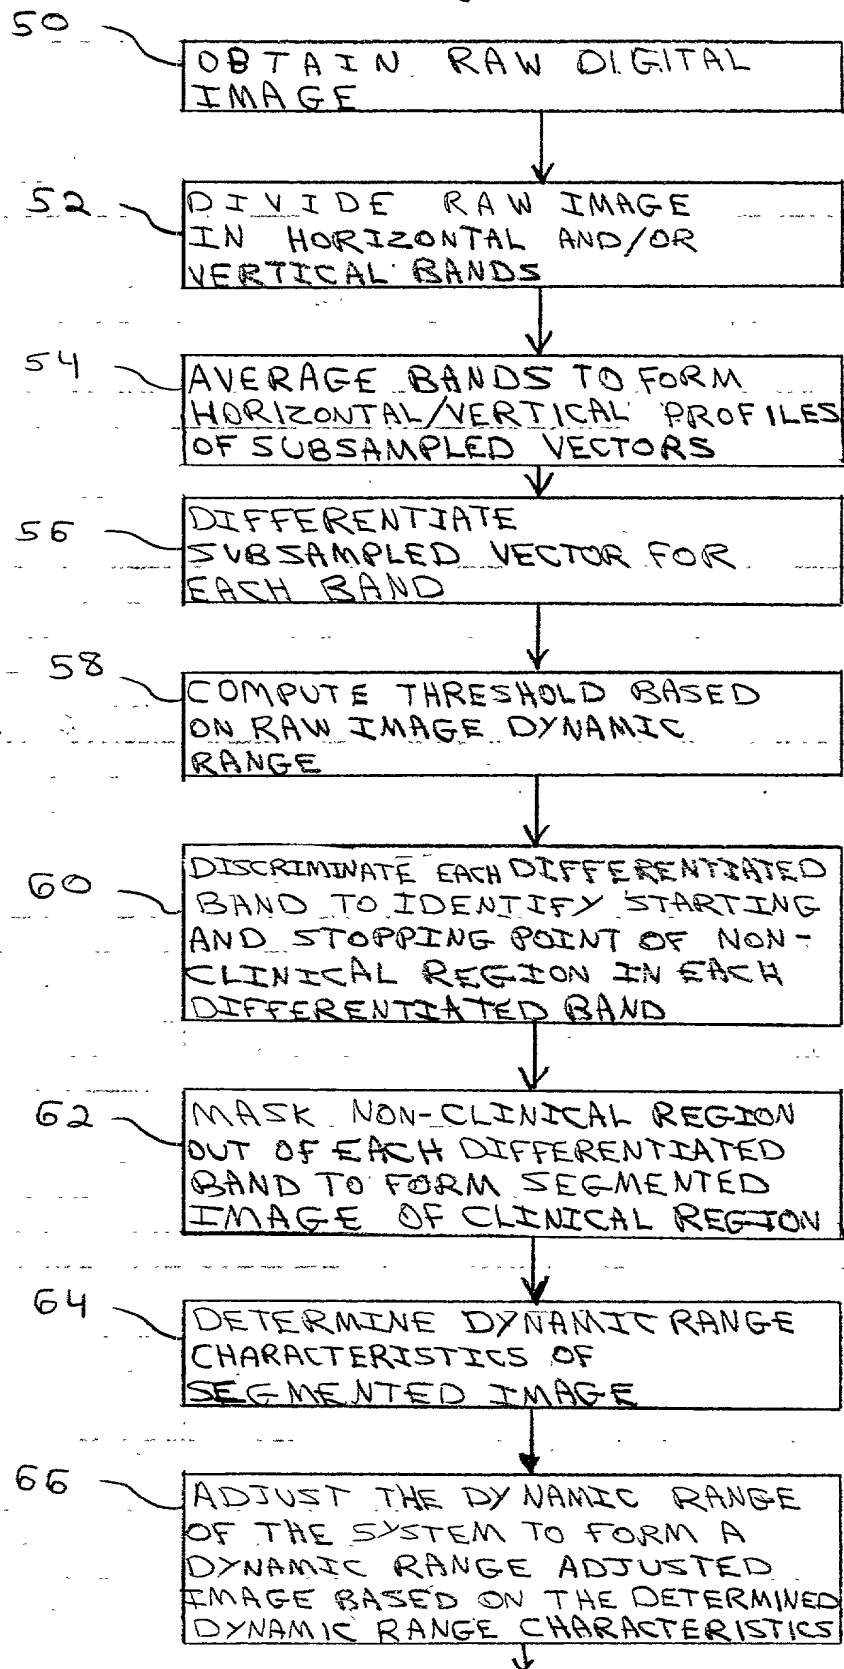 50
OBTAIN RAW DIGITAL
IMAGE
52
DIVIDE RAW IMAGE
IN HORIZONTAL AND/OR
VERTICAL BANDS
54
AVERAGE BANDS TO FORM
HORIZONTAL/VERTICAL PROFILES
OF SUBSAMPLED VECTORS
56
DIFFERENTIATE
SUBSAMPLED VECTOR FOR
EACH BAND
58
COMPUTE THRESHOLD BASED
ON RAW IMAGE DYNAMIC
RANGE
60
DISCRIMINATE EACH DIFFERENTIATED
BAND TO IDENTIFY STARTING
AND STOPPING POINT OF NON-
CLINICAL REGION IN EACH
DIFFERENTIATED BAND
62
MASK NON-CLINICAL REGION
OUT OF EACH DIFFERENTIATED
BAND TO FORM SEGMENTED
IMAGE OF CLINICAL REGION
64
DETERMINE DYNAMIC RANGE
CHARACTERISTICS OF
SEGMENTED IMAGE
66
ADJUST THE DYNAMIC RANGE
OF THE SYSTEM TO FORM A
DYNAMIC RANGE ADJUSTED
IMAGE BASED ON THE DETERMINED
DYNAMIC RANGE CHARACTERISTICS